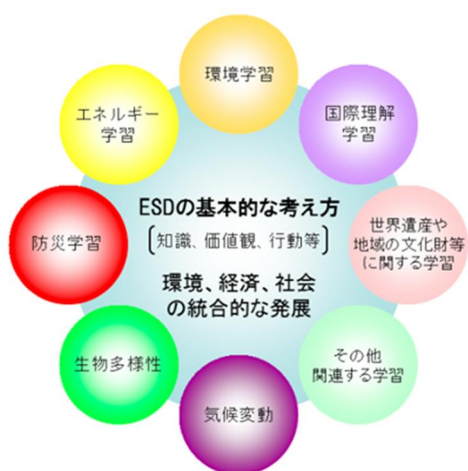 環境学習
国際理解
学習
世界遺産や
地域の文化財等
に関する学習
その他
関連する学習
気候変動
生物多様性
防災学習
エネルギー
学習
ESDの基本的な考え方
[知識、価値観、行動等]
環境、経済、社会
の統合的な発展